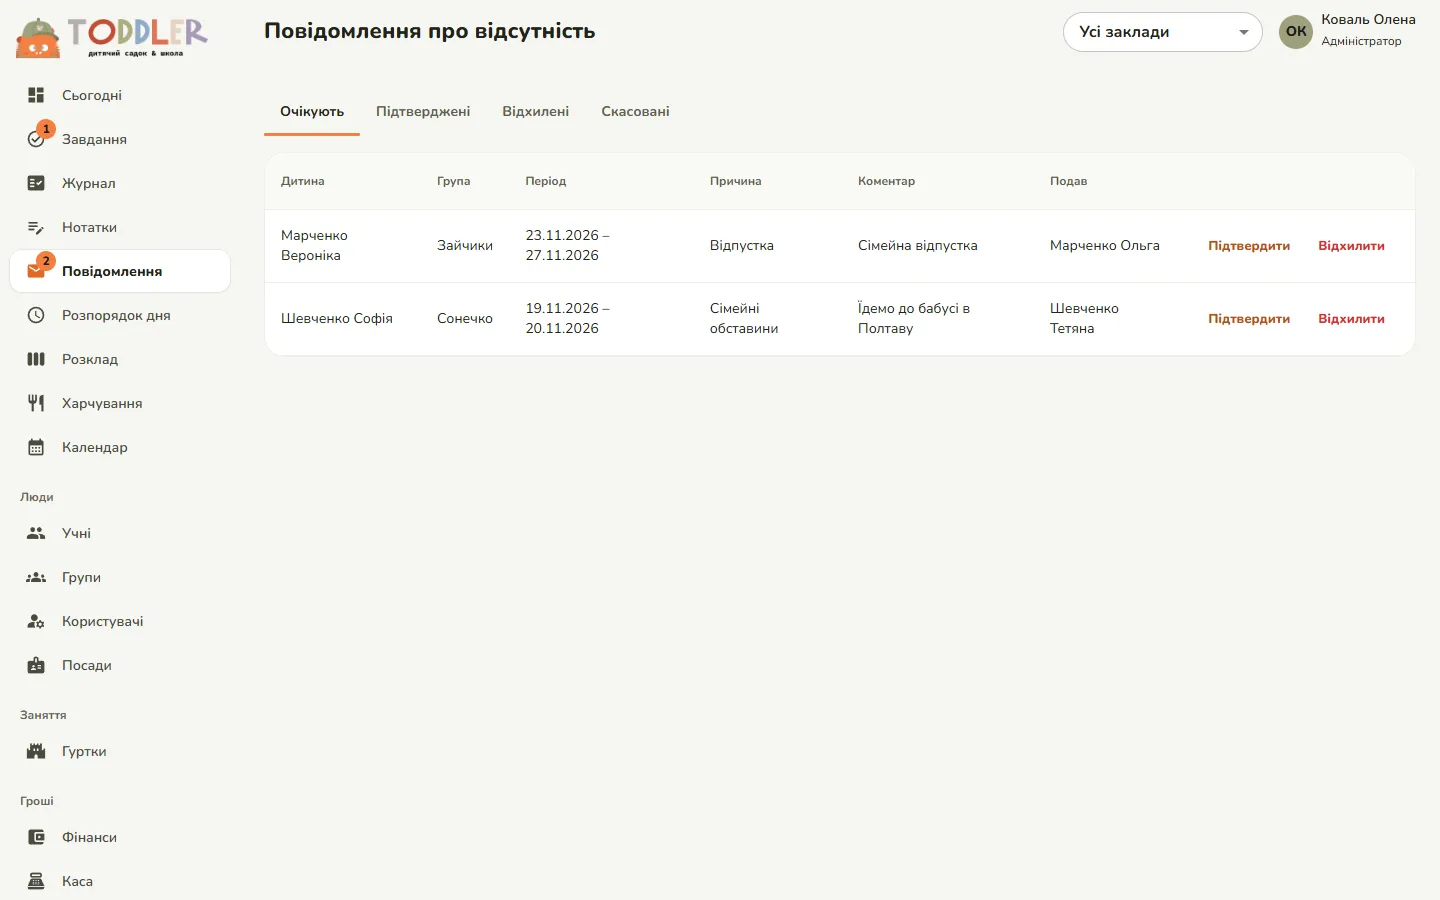 TODDLER
дитячий садок & школа
Повідомлення про відсутність
Усі заклади
ОК
Коваль Олена
Адміністратор
Сьогодні
1
Завдання
Журнал
Нотатки
2
Повідомлення
Розпорядок дня
Розклад
Харчування
Календар
Люди
Учні
Групи
Користувачі
Посади
Заняття
Гуртки
Гроші
Фінанси
Каса
Очікують
Підтверджені
Відхилені
Скасовані
Дитина
Група
Період
Причина
Коментар
Подав
Марченко
Вероніка
Зайчики
23.11.2026 –
27.11.2026
Відпустка
Сімейна відпустка
Марченко Ольга
Підтвердити
Відхилити
Шевченко Софія
Сонечко
19.11.2026 –
20.11.2026
Сімейні
обставини
Їдемо до бабусі в
Полтаву
Шевченко
Тетяна
Підтвердити
Відхилити